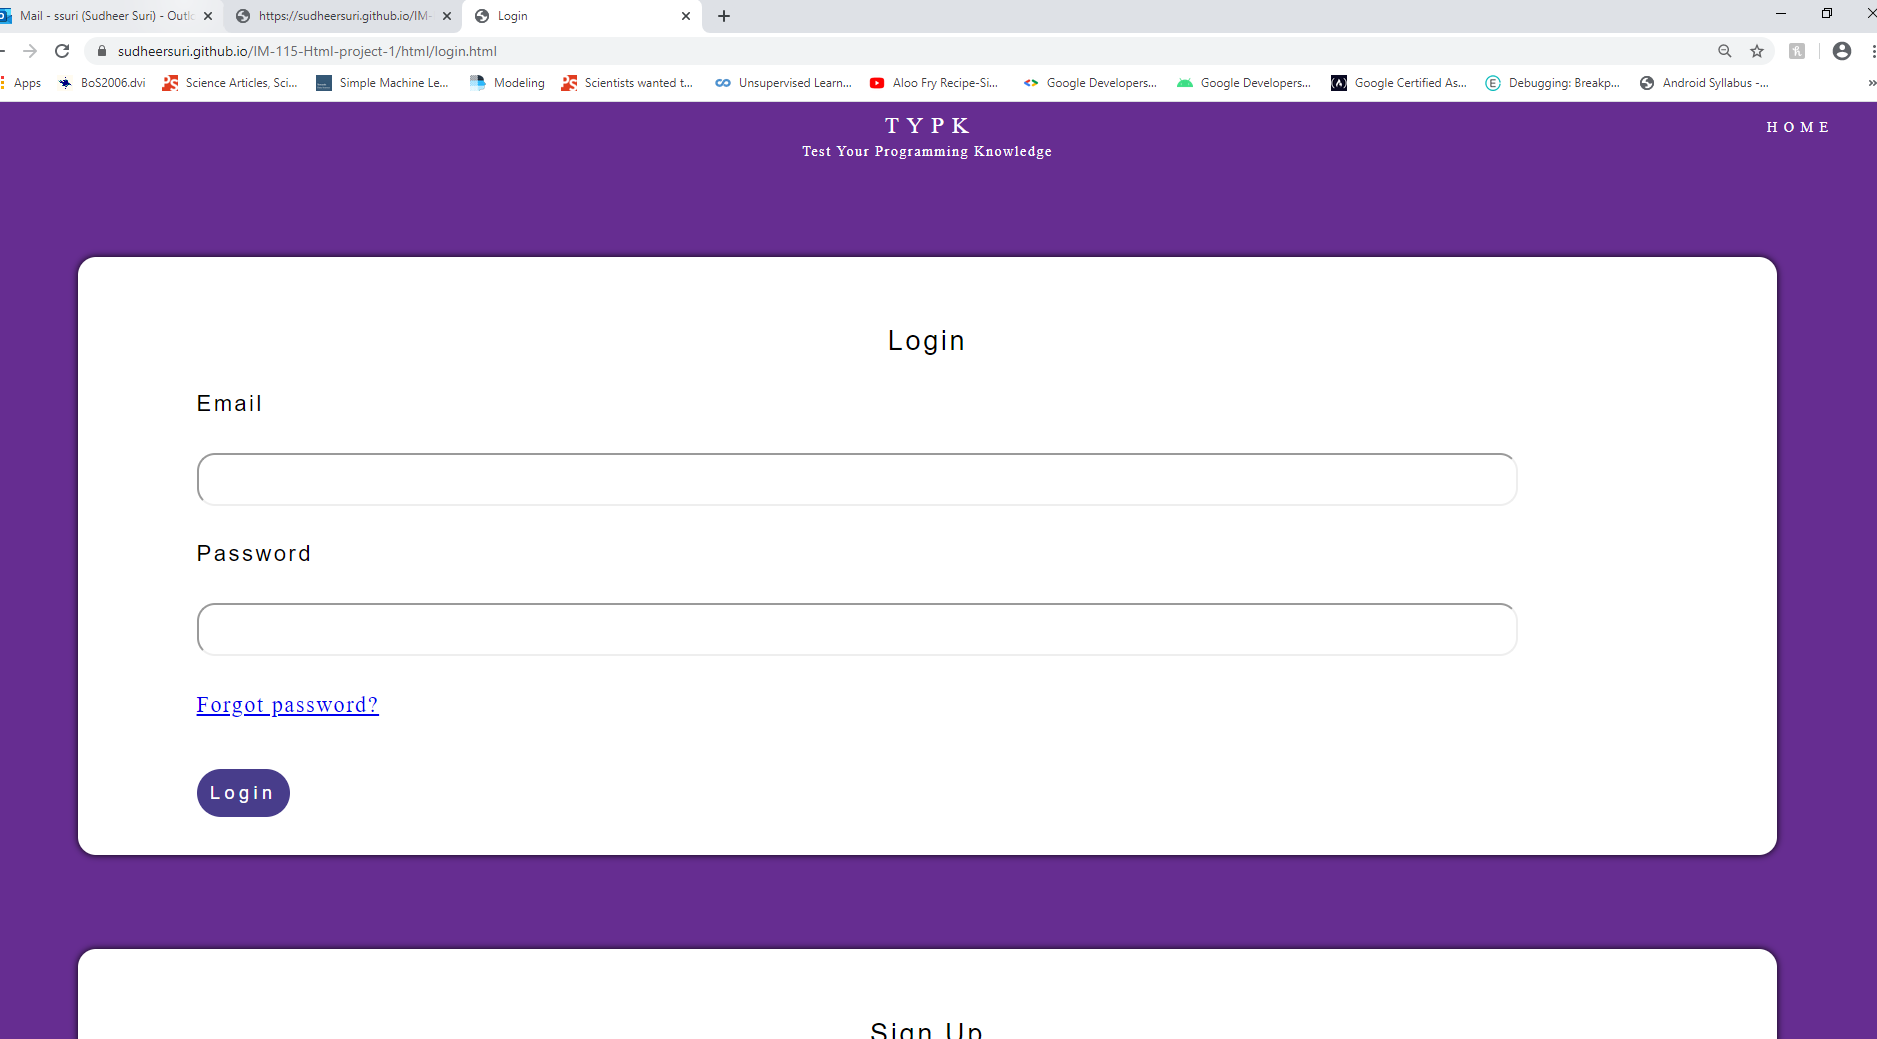 Mail - ssuri (Sudheer Suri) - Outlo
https://sudheersuri.github.io/IM-
Login
sudheersuri.github.io/IM-115-Html-project-1/html/login.html
Apps
BoS2006.dvi
Science Articles, Sci...
Simple Machine Le...
Modeling
Scientists wanted t...
Unsupervised Learn...
Aloo Fry Recipe-Si...
Google Developers...
Google Developers...
Google Certified As...
Debugging: Breakp...
Android Syllabus -...
TYPK
Test Your Programming Knowledge
HOME
Login
Email
Password
Forgot password?
Login
Sign Up